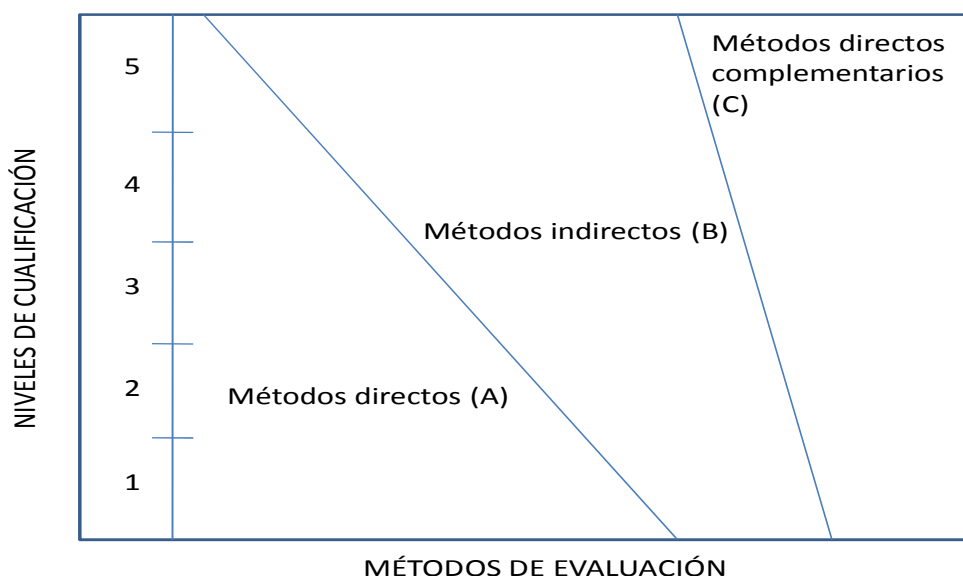 NIVELES DE CUALIFICACIÓN
5
4
3
2
1
Métodos directos
complementarios
(C)
Métodos indirectos (B)
Métodos directos (A)
MÉTODOS DE EVALUACIÓN